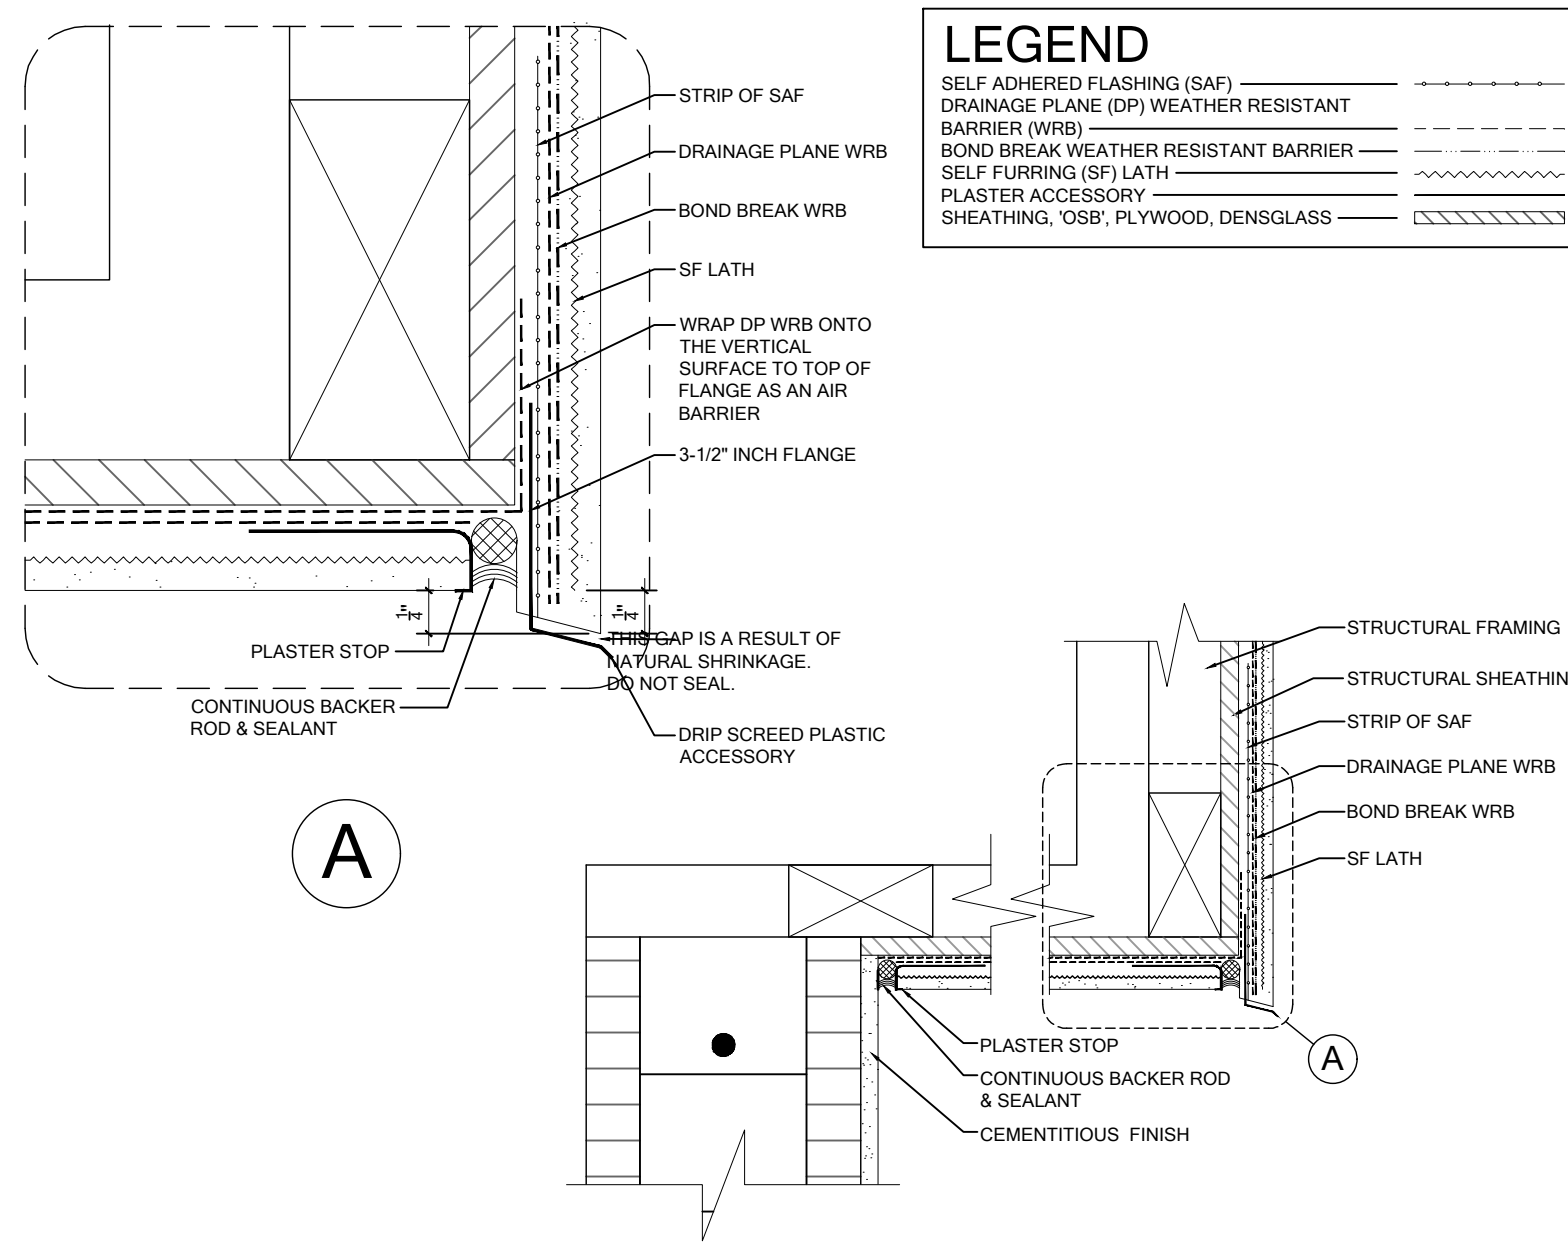 LEGEND
SELF ADHERED FLASHING (SAF)
DRAINAGE PLANE (DP) WEATHER RESISTANT
BARRIER (WRB)
BOND BREAK WEATHER RESISTANT BARRIER
SELF FURRING (SF) LATH
PLASTER ACCESSORY
SHEATHING, 'OSB', PLYWOOD, DENSGLASS
STRIP OF SAF
DRAINAGE PLANE WRB
BOND BREAK WRB
SF LATH
WRAP DP WRB ONTO
THE VERTICAL
SURFACE TO TOP OF
FLANGE AS AN AIR
BARRIER
3-1/2" INCH FLANGE
1/4"
1/4"
THIS GAP IS A RESULT OF
NATURAL SHRINKAGE.
DO NOT SEAL.
PLASTER STOP
CONTINUOUS BACKER
ROD & SEALANT
DRIP SCREED PLASTIC
ACCESSORY
A
STRUCTURAL FRAMING
STRUCTURAL SHEATHIN
STRIP OF SAF
DRAINAGE PLANE WRB
BOND BREAK WRB
SF LATH
PLASTER STOP
CONTINUOUS BACKER ROD
& SEALANT
CEMENTITIOUS FINISH
A